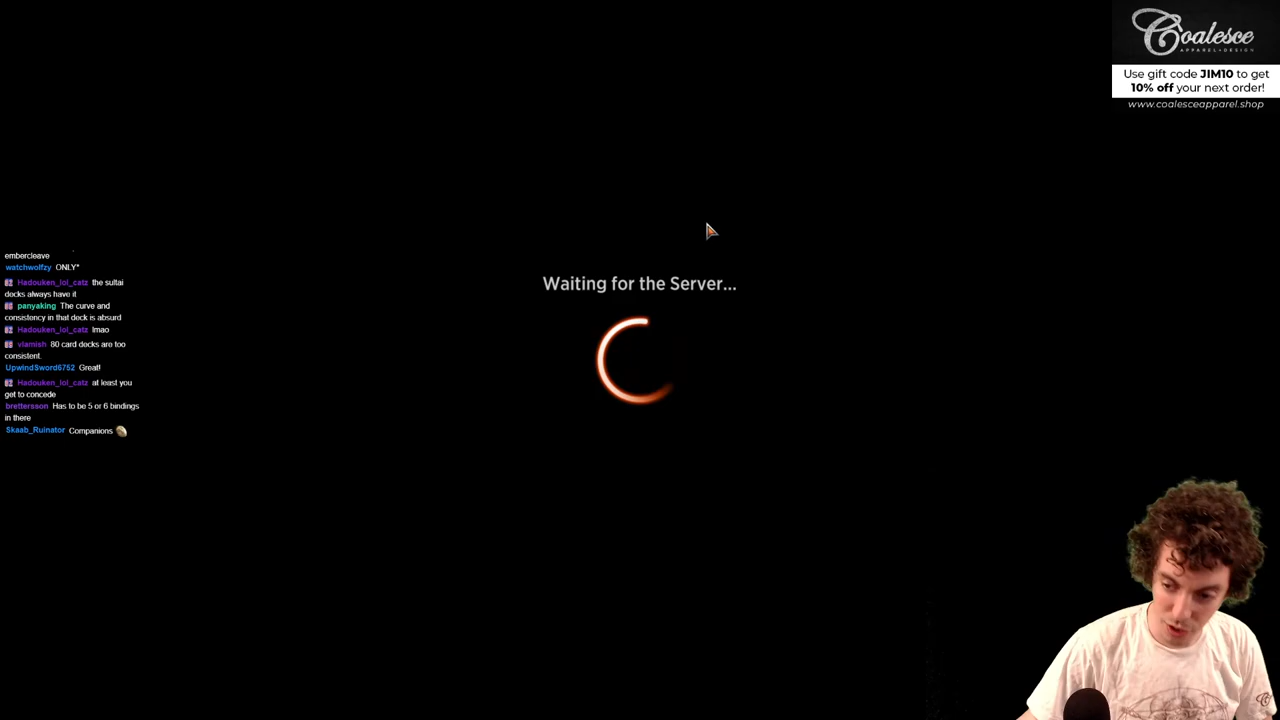 Coalesce
APPAREL+DESIGN
Use gift code JIM10 to get
10% off your next order!
www.coalesceapparel.shop
Waiting for the Server...
embercleave
watchwolfzy ONLY*
Hadouken_lol_catz the sultai
decks always have it
panyaking The curve and
consistency in that deck is absurd
Hadouken_lol_catz lmao
vlamish 80 card decks are too
consistent.
UpwindSword6752 Great!
Hadouken_lol_catz at least you
get to concede
brettersson Has to be 5 or 6 bindings
in there
Skaab_Ruinator Companions